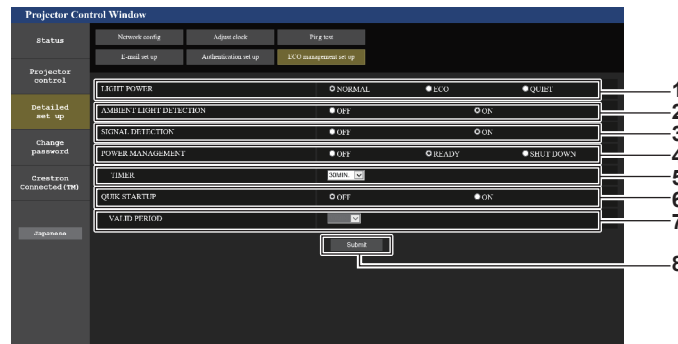 Projector Control Window
Status
Network config Adjust clock Ping test
E-mail set up Authentication set up ECO management set up
Projector
control
LIGHT POWER NORMAL ECO QUIET 1
Detailed
set up
AMBIENT LIGHT DETECTION OFF ON 2
SIGNAL DETECTION OFF ON 3
Change
password
POWER MANAGEMENT OFF READY SHUT DOWN 4
TIMER 30MIN. 5
Crestron
Connected(TM)
QUIK STARTUP OFF ON 6
VALID PERIOD 7
Japanese
Submit 8